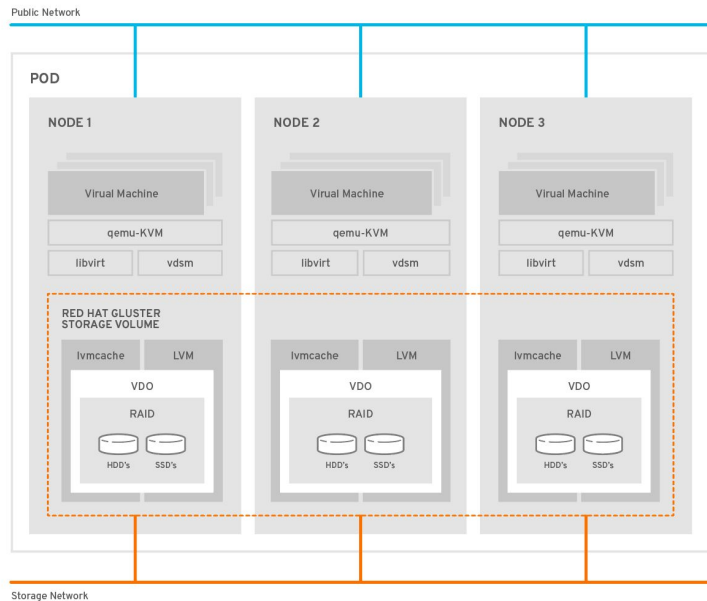 Public Network
POD
NODE 1
Virual Machine
qemu-KVM
libvirt
vdsm
NODE 2
Virual Machine
qemu-KVM
libvirt
vdsm
NODE 3
Virual Machine
qemu-KVM
libvirt
vdsm
RED HAT GLUSTER
STORAGE VOLUME
lvmcache
LVM
VDO
RAID
HDD's
SSD's
lvmcache
LVM
VDO
RAID
HDD's
SSD's
lvmcache
LVM
VDO
RAID
HDD's
SSD's
Storage Network